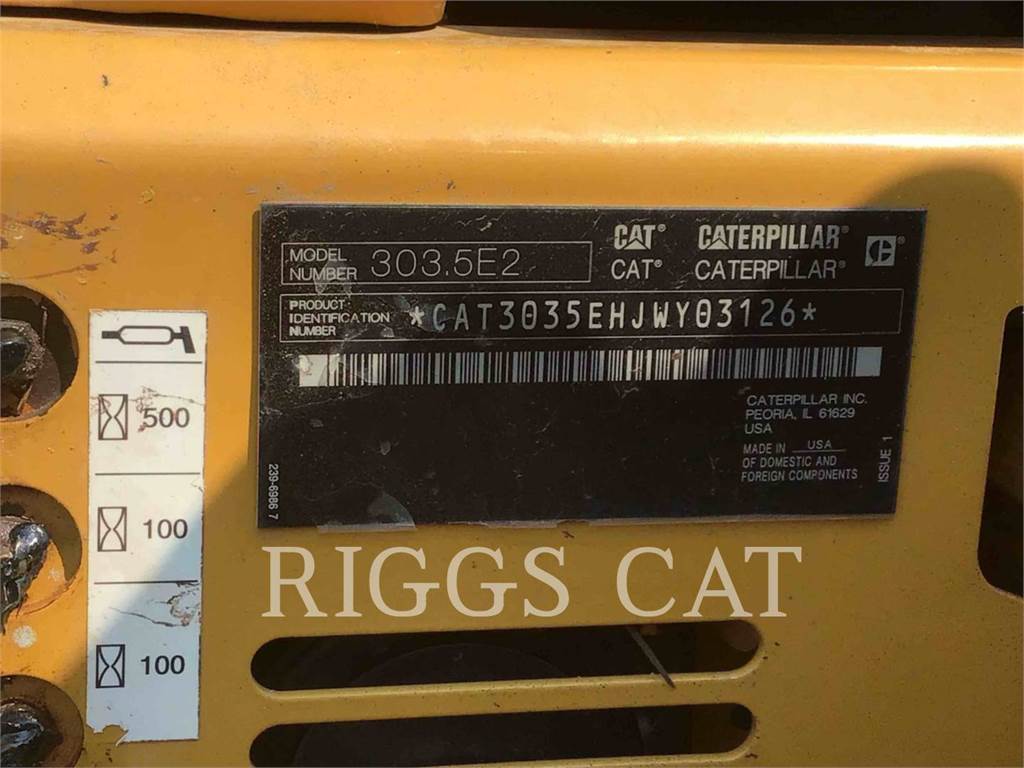 CAT® CATERPILLAR®
MODEL NUMBER 303.5E2
CAT® CATERPILLAR®
PRODUCT IDENTIFICATION NUMBER *CAT3035EHJWY03126*
CATERPILLAR INC.
PEORIA, IL 61629
USA
MADE IN USA
OF DOMESTIC AND
FOREIGN COMPONENTS
ISSUE 1
239-6986 7
500
100
100
RIGGS CAT